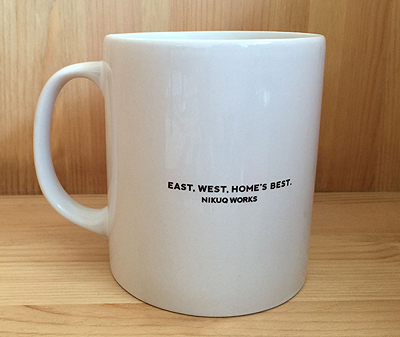 EAST, WEST, HOME'S BEST.
NIKUQ WORKS